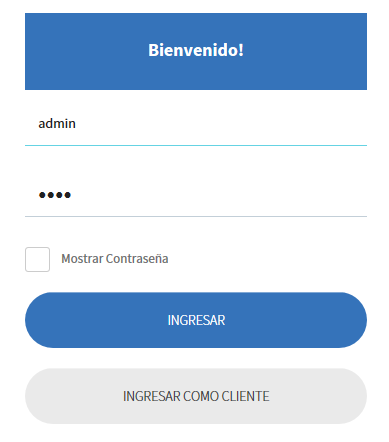 Bienvenido!
admin
••••
Mostrar Contraseña
INGRESAR
INGRESAR COMO CLIENTE